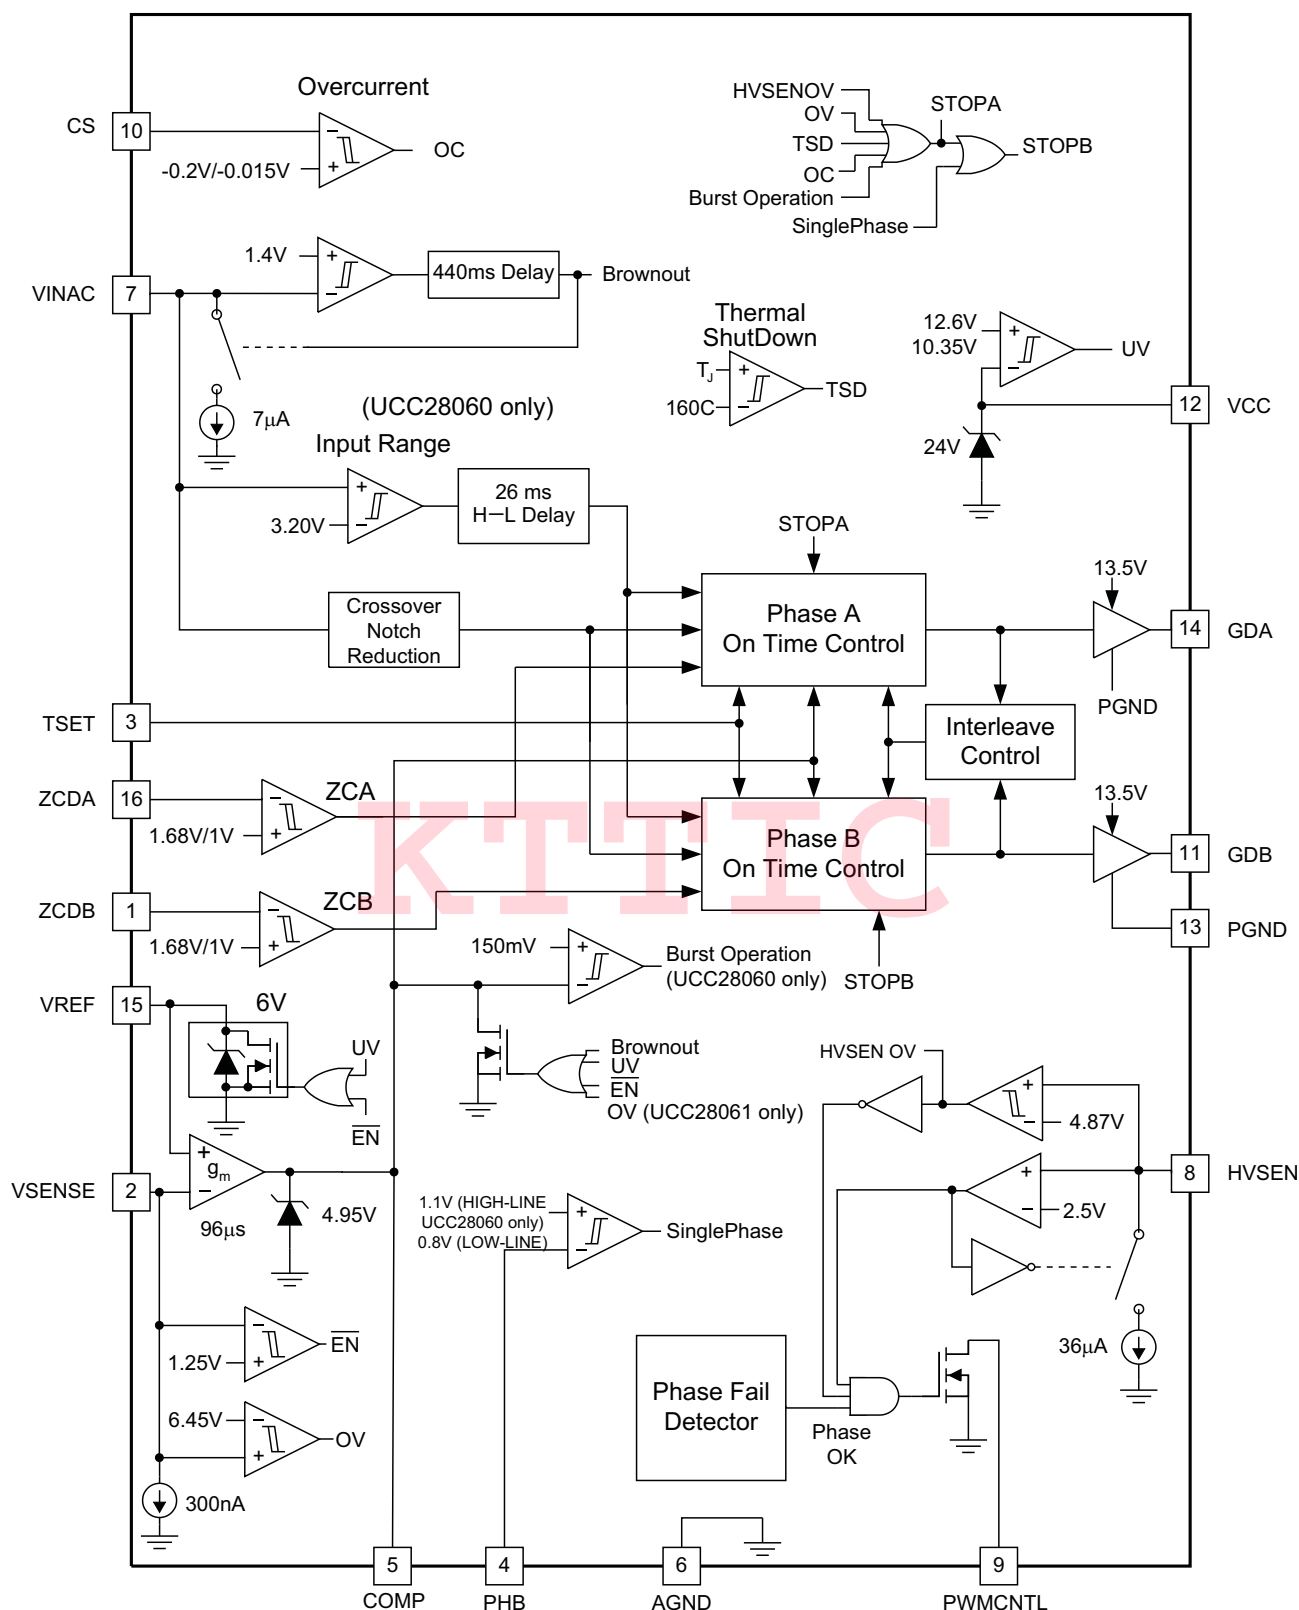 Overcurrent
CS
10
−
+
-0.2V/-0.015V
OC
HVSENOV
OV
TSD
OC
Burst Operation
SinglePhase
STOPA
STOPB
VINAC
7
1.4V
+
−
440ms Delay
Brownout
7μA
Thermal
ShutDown
TJ
+
160C
−
TSD
12.6V
10.35V
+
−
UV
12
VCC
24V
(UCC28060 only)
Input Range
+
3.20V
−
26 ms
H–L Delay
Crossover
Notch
Reduction
STOPA
Phase A
On Time Control
13.5V
14
GDA
PGND
TSET
3
Interleave
Control
ZCDA
16
−
1.68V/1V
+
ZCA
Phase B
On Time Control
13.5V
11
GDB
13
PGND
STOPB
KTTIC
ZCDB
1
−
1.68V/1V
+
ZCB
150mV
+
−
Burst Operation
(UCC28060 only)
VREF
15
6V
UV
EN
Brownout
UV
EN
OV (UCC28061 only)
HVSEN OV
+
−
4.87V
VSENSE
2
+
gm
−
96μs
4.95V
1.1V (HIGH-LINE
UCC28060 only)
0.8V (LOW-LINE)
+
−
SinglePhase
8
HVSEN
+
−
2.5V
36μA
−
1.25V
+
EN
6.45V
−
+
OV
300nA
Phase Fail
Detector
Phase
OK
5
COMP
4
PHB
6
AGND
9
PWMCNTL